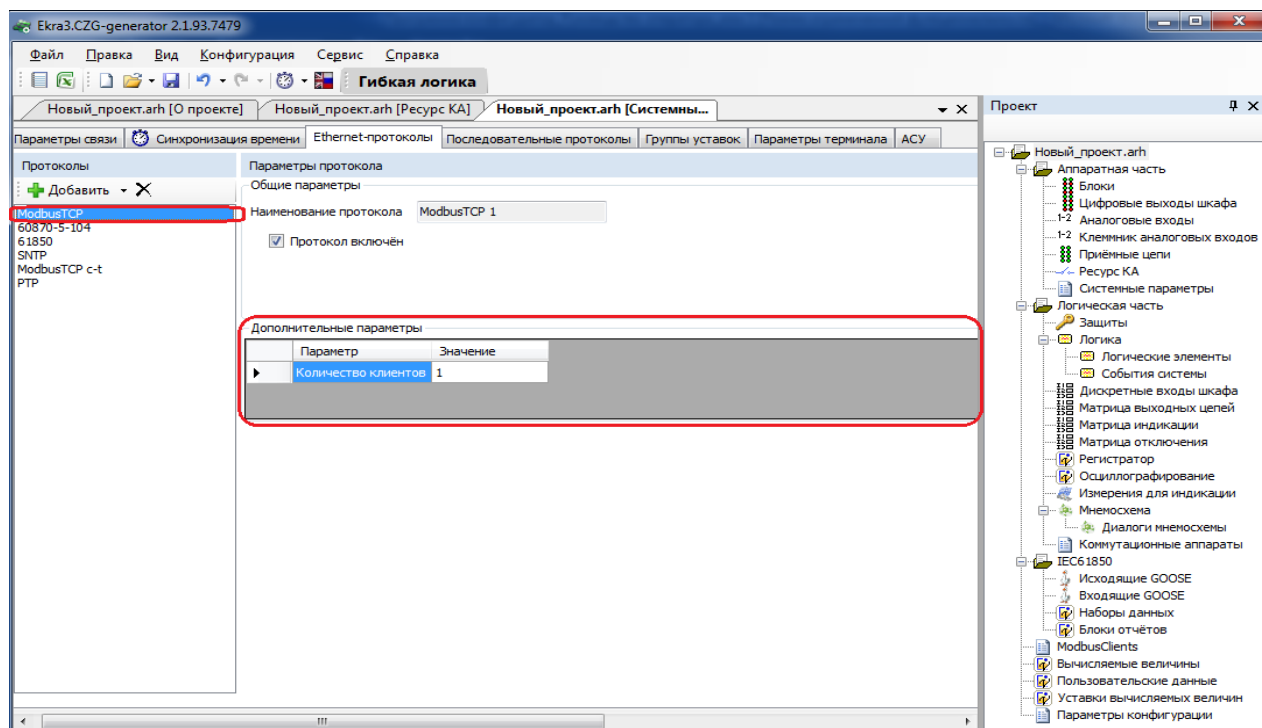 Ekra3.CZG-generator 2.1.93.7479
Файл Правка Вид Конфигурация Сервис Справка
Гибкая логика
Новый_проект.arh [О проекте] Новый_проект.arh [Ресурс КА] Новый_проект.arh [Системны...
Параметры связи Синхронизация времени Ethernet-протоколы Последовательные протоколы Группы уставок Параметры терминала АСУ
Протоколы
Добавить
ModbusTCP
60870-5-104
61850
SNTP
ModbusTCP c-t
PTP
Параметры протокола
Общие параметры
Наименование протокола ModbusTCP 1
Протокол включён
Дополнительные параметры
Параметр Значение
Количество клиентов 1
Проект
Новый_проект.arh
Аппаратная часть
Блоки
Цифровые выходы шкафа
1-2 Аналоговые входы
1-2 Клеммник аналоговых входов
Приёмные цепи
Ресурс КА
Системные параметры
Логическая часть
Защиты
Логика
Логические элементы
События системы
Дискретные входы шкафа
Матрица выходных цепей
Матрица индикации
Матрица отключения
Регистратор
Осциллографирование
Измерения для индикации
Мнемосхема
Диалоги мнемосхемы
Коммутационные аппараты
IEC61850
Исходящие GOOSE
Входящие GOOSE
Наборы данных
Блоки отчётов
ModbusClients
Вычисляемые величины
Пользовательские данные
Уставки вычисляемых величин
Параметры конфигурации